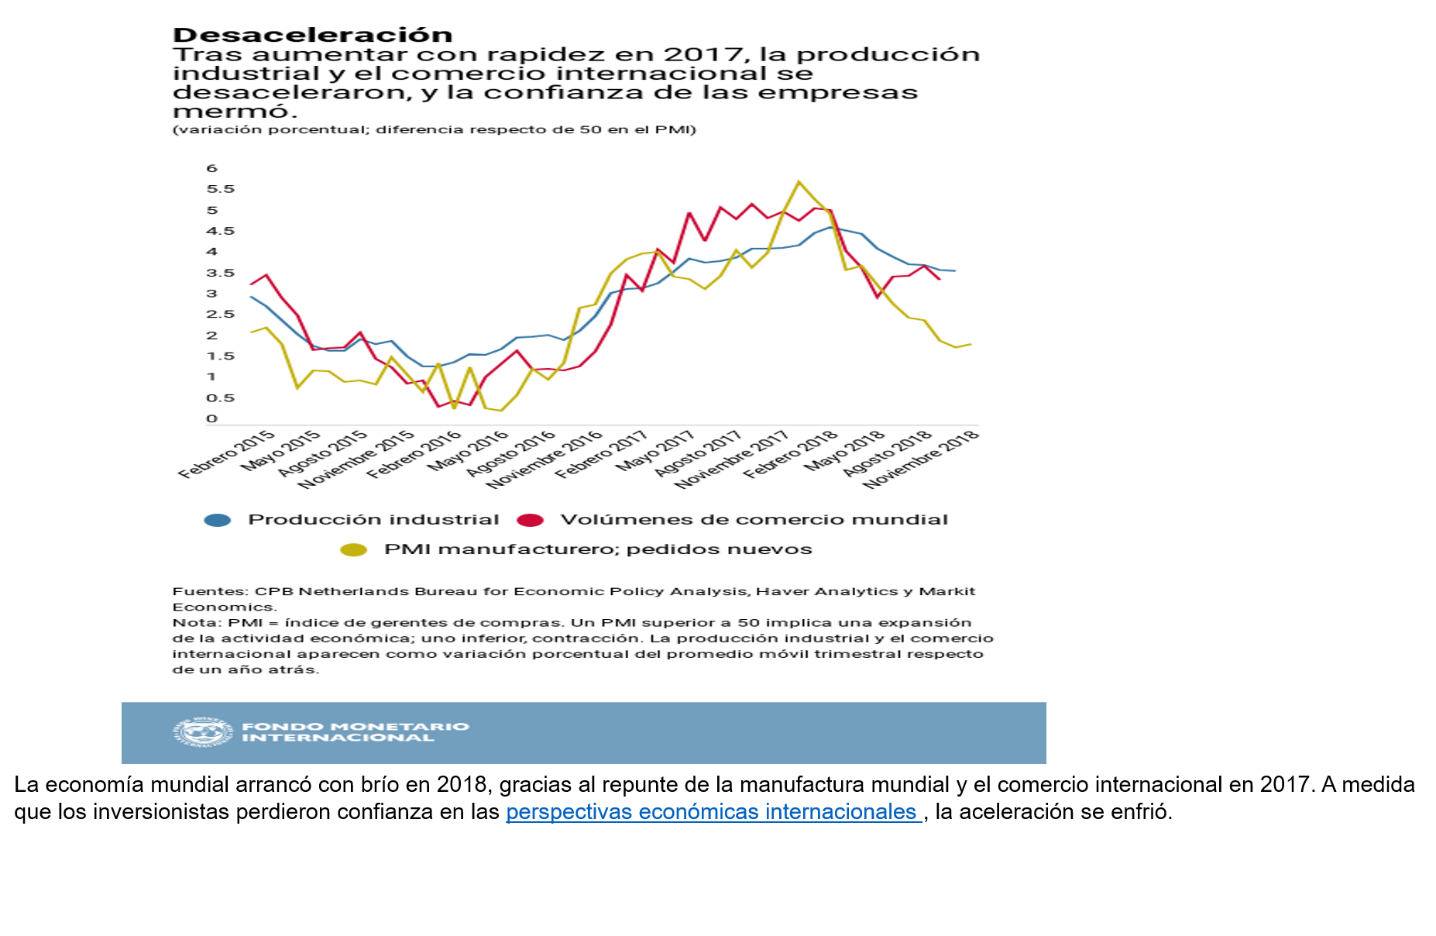 Desaceleración
Tras aumentar con rapidez en 2017, la producción
industrial y el comercio internacional se
desaceleraron, y la confianza de las empresas
mermó.
(variación porcentual; diferencia respecto de 50 en el PMI)
6
5.5
5
4.5
4
3.5
3
2.5
2
1.5
1
0.5
0
Febrero 2015
Mayo 2015
Agosto 2015
Noviembre 2015
Febrero 2016
Mayo 2016
Agosto 2016
Noviembre 2016
Febrero 2017
Mayo 2017
Agosto 2017
Noviembre 2017
Febrero 2018
Mayo 2018
Agosto 2018
Noviembre 2018
Producción industrial Volúmenes de comercio mundial
PMI manufacturero; pedidos nuevos
Fuentes: CPB Netherlands Bureau for Economic Policy Analysis, Haver Analytics y Markit
Economics.
Nota: PMI = índice de gerentes de compras. Un PMI superior a 50 implica una expansión
de la actividad económica; uno inferior, contracción. La producción industrial y el comercio
internacional aparecen como variación porcentual del promedio móvil trimestral respecto
de un año atrás.
FONDO MONETARIO
INTERNACIONAL
La economía mundial arrancó con brío en 2018, gracias al repunte de la manufactura mundial y el comercio internacional en 2017. A medida
que los inversionistas perdieron confianza en las perspectivas económicas internacionales , la aceleración se enfrió.